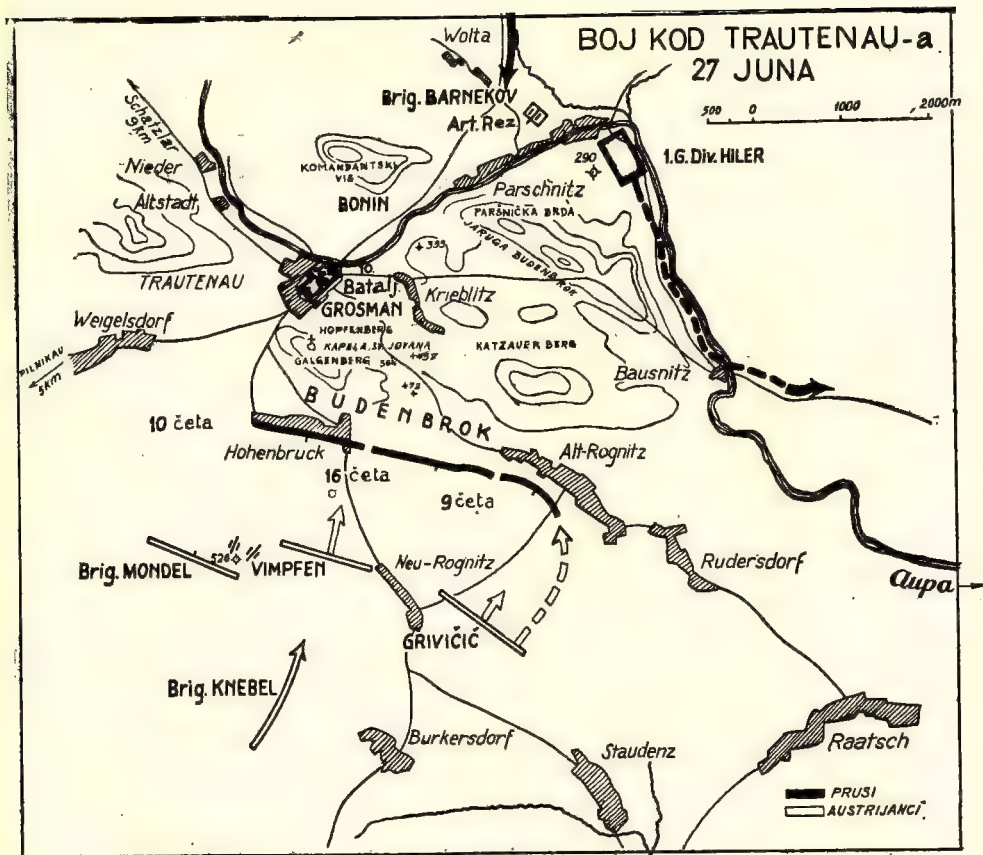 BOJ KOD TRAUTENAU-a
27 JUNA
500 0 1000 2000m
Wolta
Brig. BARNEKOV
Art. Rez.
1.G. Div. HILER
290
Schatzlar
9km
Nieder
Altstadt
KOMANDANTSKI
VIS
BONIN
Parschnitz
PARŠNIČKA BRDA
JARUGA BUDENBROK
TRAUTENAU
Batalj.
GROSMAN
Krieblitz
Weigelsdorf
HOPFENBERG
KAPELA SV. JOVANA
GALGENBERG
KATZAUER BERG
PILNIKAU
5km
Bausnitz
BUDENBROK
10 četa
Hohenbruck
Alt-Rognitz
16 četa
9 četa
Brig. MONDEL
VIMPFEN
Neu-Rognitz
Rudersdorf
Aupa
GRIVIČIĆ
Brig. KNEBEL
Burkersdorf
Staudenz
Raatsch
PRUSI
AUSTRIJANCI